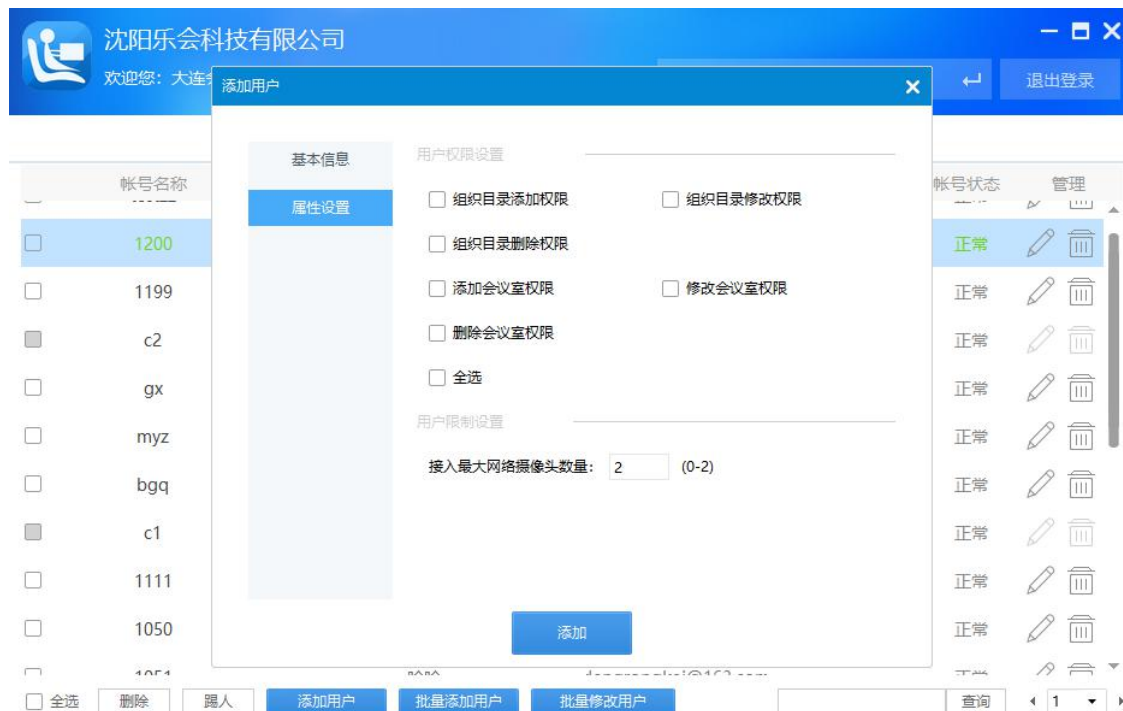 沈阳乐会科技有限公司
欢迎您：大连
退出登录
添加用户
基本信息
属性设置
用户权限设置
组织目录添加权限 组织目录修改权限
组织目录删除权限
添加会议室权限 修改会议室权限
删除会议室权限
全选
用户限制设置
接入最大网络摄像头数量： 2 (0-2)
添加
帐号名称 帐号状态 管理
1200 正常
1199 正常
c2 正常
gx 正常
myz 正常
bgq 正常
c1 正常
1111 正常
1050 正常
全选 删除 踢人 添加用户 批量添加用户 批量修改用户 查询 1